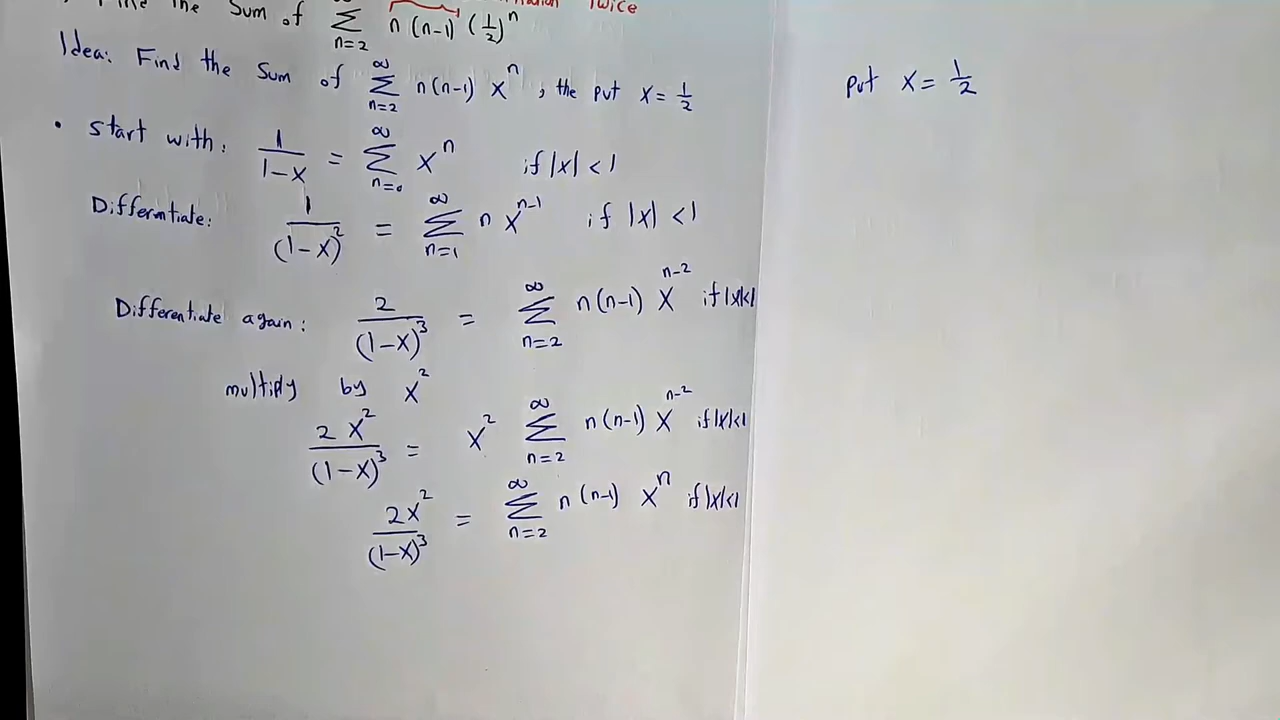 Twice
the Sum of ∞ ∑ n=2 n(n-1) (1/2)^n
Idea: Find the Sum of ∞ ∑ n=2 n(n-1) x^n , the put x = 1/2
• Start with: 1/(1-x) = ∞ ∑ n=0 x^n if |x| < 1
Differntiate: 1/(1-x)^2 = ∞ ∑ n=1 n x^(n-1) if |x| < 1
Differentiate again: 2/(1-x)^3 = ∞ ∑ n=2 n(n-1) x^(n-2) if |x|<1
multiply by x^2
2x^2/(1-x)^3 = x^2 ∞ ∑ n=2 n(n-1) x^(n-2) if |x|<1
2x^2/(1-x)^3 = ∞ ∑ n=2 n(n-1) x^n if |x|<1
put x = 1/2